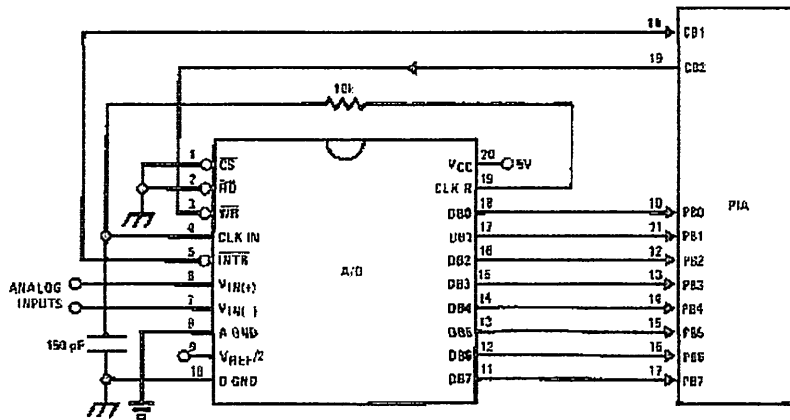 18 CB1
19 CB2
10k
1 CS
2 RD
3 WR
4 CLK IN
5 INTR
6 VIN(+)
7 VIN(-)
8 A GND
9 VREF/2
10 D GND
ANALOG
INPUTS
150 pF
A/D
VCC 20 5V
CLK R 19
DB0 18 10 PB0
DB1 17 11 PB1
DB2 16 12 PB2
DB3 15 13 PB3
DB4 14 14 PB4
DB5 13 15 PB5
DB6 12 16 PB6
DB7 11 17 PB7
PIA